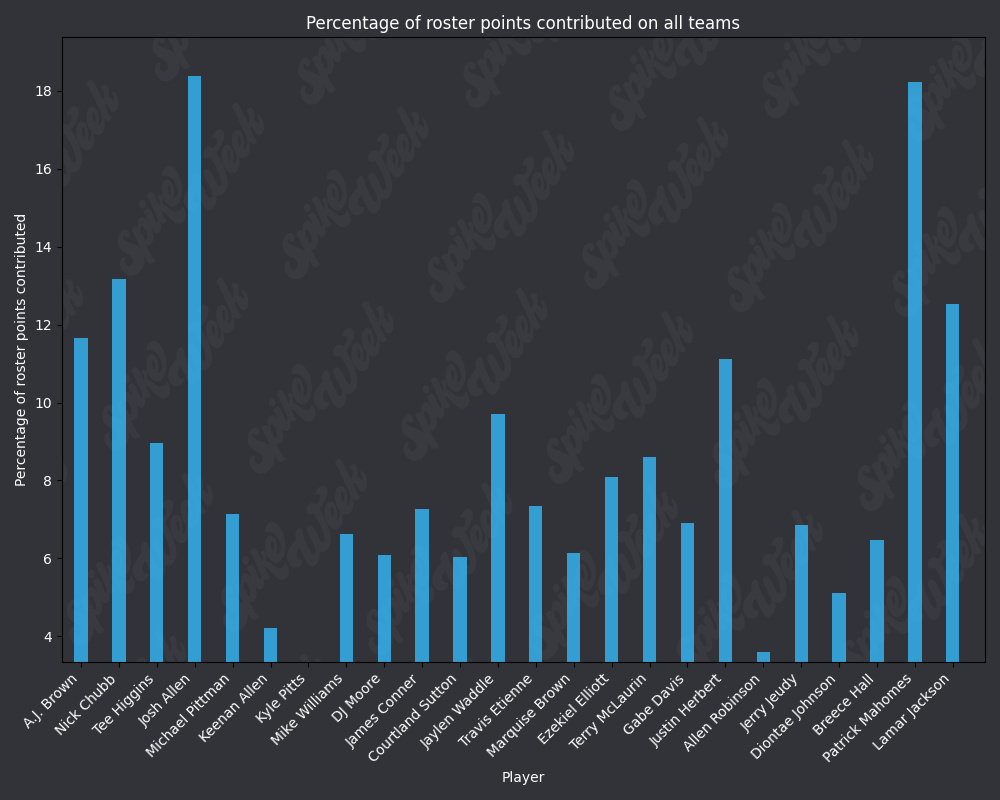 Percentage of roster points contributed on all teams
Percentage of roster points contributed
18
16
14
12
10
8
6
4
A.J. Brown
Nick Chubb
Tee Higgins
Josh Allen
Michael Pittman
Keenan Allen
Kyle Pitts
Mike Williams
DJ Moore
James Conner
Courtland Sutton
Jaylen Waddle
Travis Etienne
Marquise Brown
Ezekiel Elliott
Terry McLaurin
Gabe Davis
Justin Herbert
Allen Robinson
Jerry Jeudy
Diontae Johnson
Breece Hall
Patrick Mahomes
Lamar Jackson
Player
Spike Week